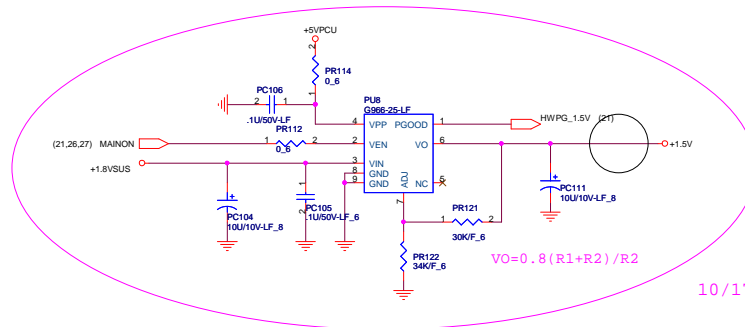 +5VPCU
2
PR114
0_6
1
PC106
2 1
.1U/50V-LF
PU8
G966-25-LF
4 VPP PGOOD 1
HWPG_1.5V (21)
PR112
(21,26,27) MAINON
1 2
0_6
2 VEN VO 6
+1.5V
+1.8VSUS
3 VIN
8 GND
9 GND
ADJ
NC 5
7
PC104
10U/10V-LF_8
1
PC105
.1U/50V-LF_6
2
PR121
1 2
30K/F_6
PC111
10U/10V-LF_8
PR122
34K/F_6
VO=0.8(R1+R2)/R2